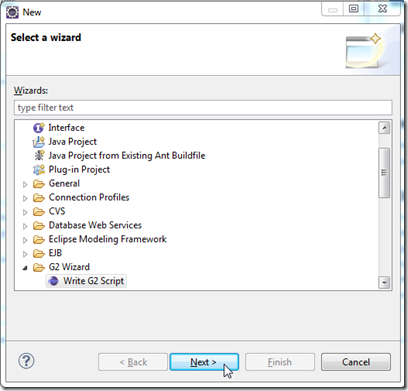 New
Select a wizard
Wizards:
type filter text
Interface
Java Project
Java Project from Existing Ant Buildfile
Plug-in Project
General
Connection Profiles
CVS
Database Web Services
Eclipse Modeling Framework
EJB
G2 Wizard
Write G2 Script
? < Back Next > Finish Cancel